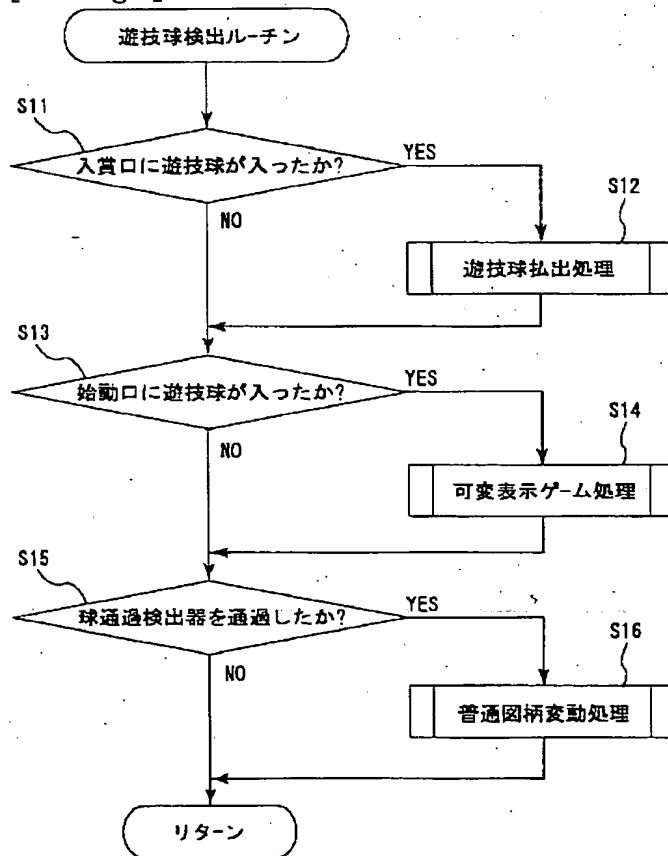 遊技球検出ルーチン
S11
入賞口に遊技球が入ったか?
YES
NO
S12
遊技球払出処理
S13
始動口に遊技球が入ったか?
YES
NO
S14
可変表示ゲーム処理
S15
球通過検出器を通過したか?
YES
NO
S16
普通図柄変動処理
リターン